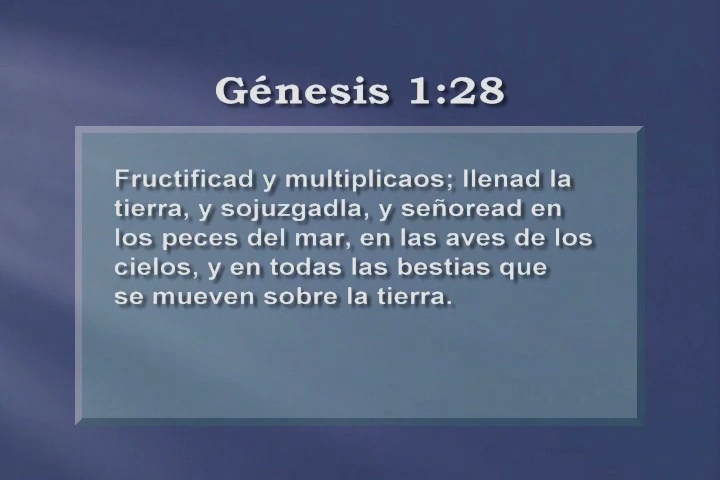 Génesis 1:28
Fructificad y multiplicaos; llenad la
tierra, y sojuzgadla, y señoread en
los peces del mar, en las aves de los
cielos, y en todas las bestias que
se mueven sobre la tierra.